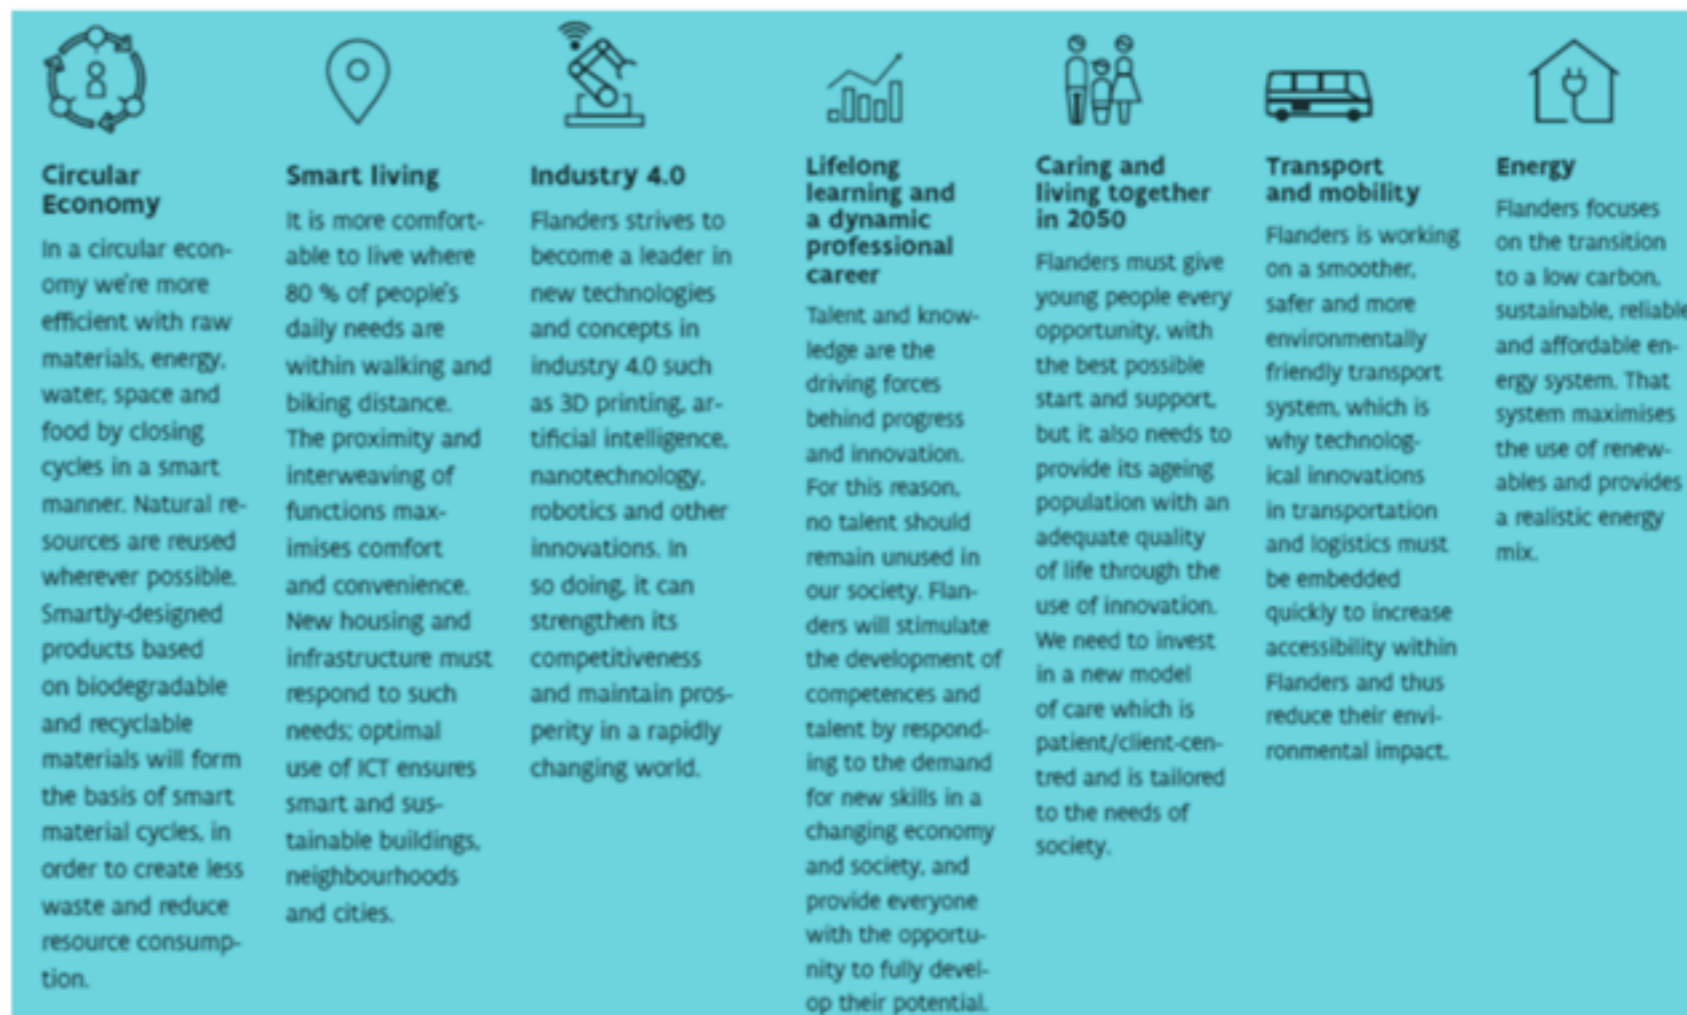 Circular
Economy
In a circular econ-
omy we're more
efficient with raw
materials, energy,
water, space and
food by closing
cycles in a smart
manner. Natural re-
sources are reused
wherever possible.
Smartly-designed
products based
on biodegradable
and recyclable
materials will form
the basis of smart
material cycles, in
order to create less
waste and reduce
resource consump-
tion.
Smart living
It is more comfort-
able to live where
80 % of people's
daily needs are
within walking and
biking distance.
The proximity and
interweaving of
functions max-
imises comfort
and convenience.
New housing and
infrastructure must
respond to such
needs; optimal
use of ICT ensures
smart and sus-
tainable buildings,
neighbourhoods
and cities.
Industry 4.0
Flanders strives to
become a leader in
new technologies
and concepts in
industry 4.0 such
as 3D printing, ar-
tificial intelligence,
nanotechnology,
robotics and other
innovations. In
so doing, it can
strengthen its
competitiveness
and maintain pros-
perity in a rapidly
changing world.
Lifelong
learning and
a dynamic
professional
career
Talent and know-
ledge are the
driving forces
behind progress
and innovation.
For this reason,
no talent should
remain unused in
our society. Flan-
ders will stimulate
the development of
competences and
talent by respond-
ing to the demand
for new skills in a
changing economy
and society, and
provide everyone
with the opportu-
nity to fully devel-
op their potential.
Caring and
living together
in 2050
Flanders must give
young people every
opportunity, with
the best possible
start and support,
but it also needs to
provide its ageing
population with an
adequate quality
of life through the
use of innovation.
We need to invest
in a new model
of care which is
patient/client-cen-
tred and is tailored
to the needs of
society.
Transport
and mobility
Flanders is working
on a smoother,
safer and more
environmentally
friendly transport
system, which is
why technolog-
ical innovations
in transportation
and logistics must
be embedded
quickly to increase
accessibility within
Flanders and thus
reduce their envi-
ronmental impact.
Energy
Flanders focuses
on the transition
to a low carbon,
sustainable, reliable
and affordable en-
ergy system. That
system maximises
the use of renew-
ables and provides
a realistic energy
mix.